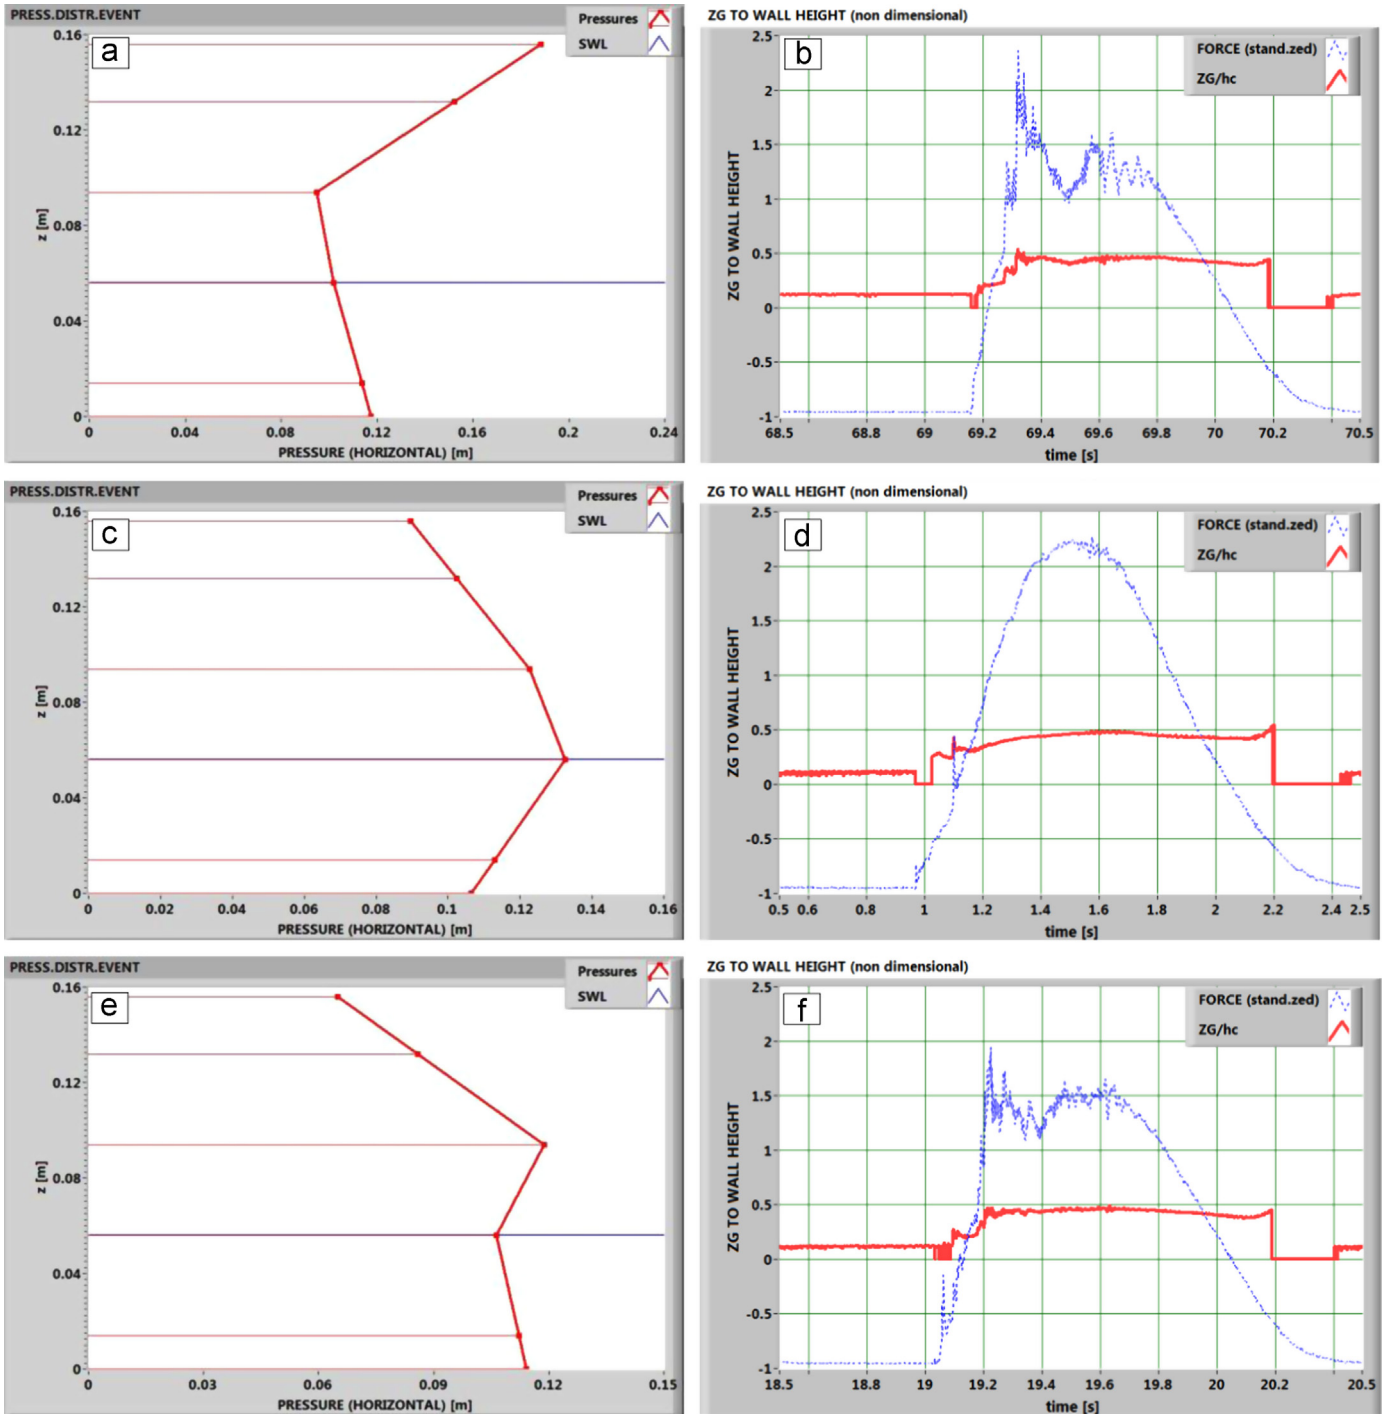 PRESS.DISTR.EVENT
Pressures
SWL
a
0.16
0.12
0.08
0.04
0
z [m]
0 0.04 0.08 0.12 0.16 0.2 0.24
PRESSURE (HORIZONTAL) [m]
ZG TO WALL HEIGHT (non dimensional)
FORCE (stand.zed)
ZG/hc
b
2.5
2
1.5
1
0.5
0
-0.5
-1
ZG TO WALL HEIGHT
68.5 68.8 69 69.2 69.4 69.6 69.8 70 70.2 70.5
time [s]
PRESS.DISTR.EVENT
Pressures
SWL
c
0.16
0.12
0.08
0.04
0
z [m]
0 0.02 0.04 0.06 0.08 0.1 0.12 0.14 0.16
PRESSURE (HORIZONTAL) [m]
ZG TO WALL HEIGHT (non dimensional)
FORCE (stand.zed)
ZG/hc
d
2.5
2
1.5
1
0.5
0
-0.5
-1
ZG TO WALL HEIGHT
0.5 0.6 0.8 1 1.2 1.4 1.6 1.8 2 2.2 2.4 2.5
time [s]
PRESS.DISTR.EVENT
Pressures
SWL
e
0.16
0.12
0.08
0.04
0
z [m]
0 0.03 0.06 0.09 0.12 0.15
PRESSURE (HORIZONTAL) [m]
ZG TO WALL HEIGHT (non dimensional)
FORCE (stand.zed)
ZG/hc
f
2.5
2
1.5
1
0.5
0
-0.5
-1
ZG TO WALL HEIGHT
18.5 18.8 19 19.2 19.4 19.6 19.8 20 20.2 20.5
time [s]